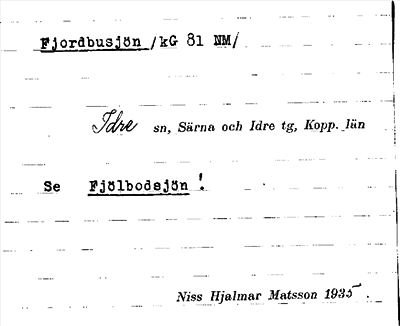 Fjordbusjön /kG 81 NM/
Idre sn, Särna och Idre tg, Kopp. län
Se Fjölbodsjön !
Niss Hjalmar Matsson 1935.